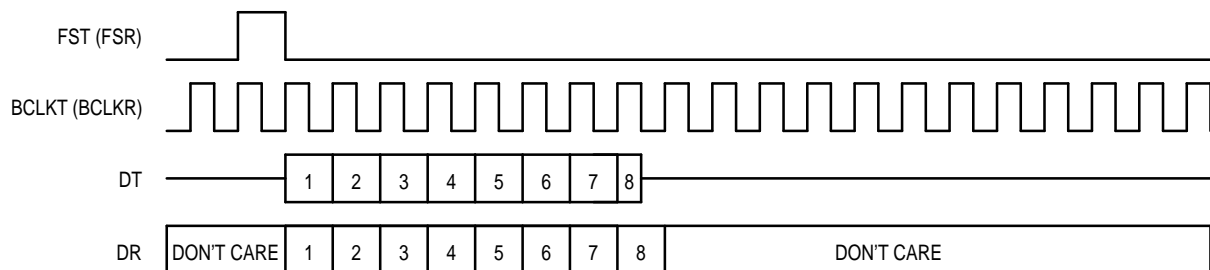 FST (FSR)
BCLKT (BCLKR)
DT 1 2 3 4 5 6 7 8
DR DON'T CARE 1 2 3 4 5 6 7 8 DON'T CARE